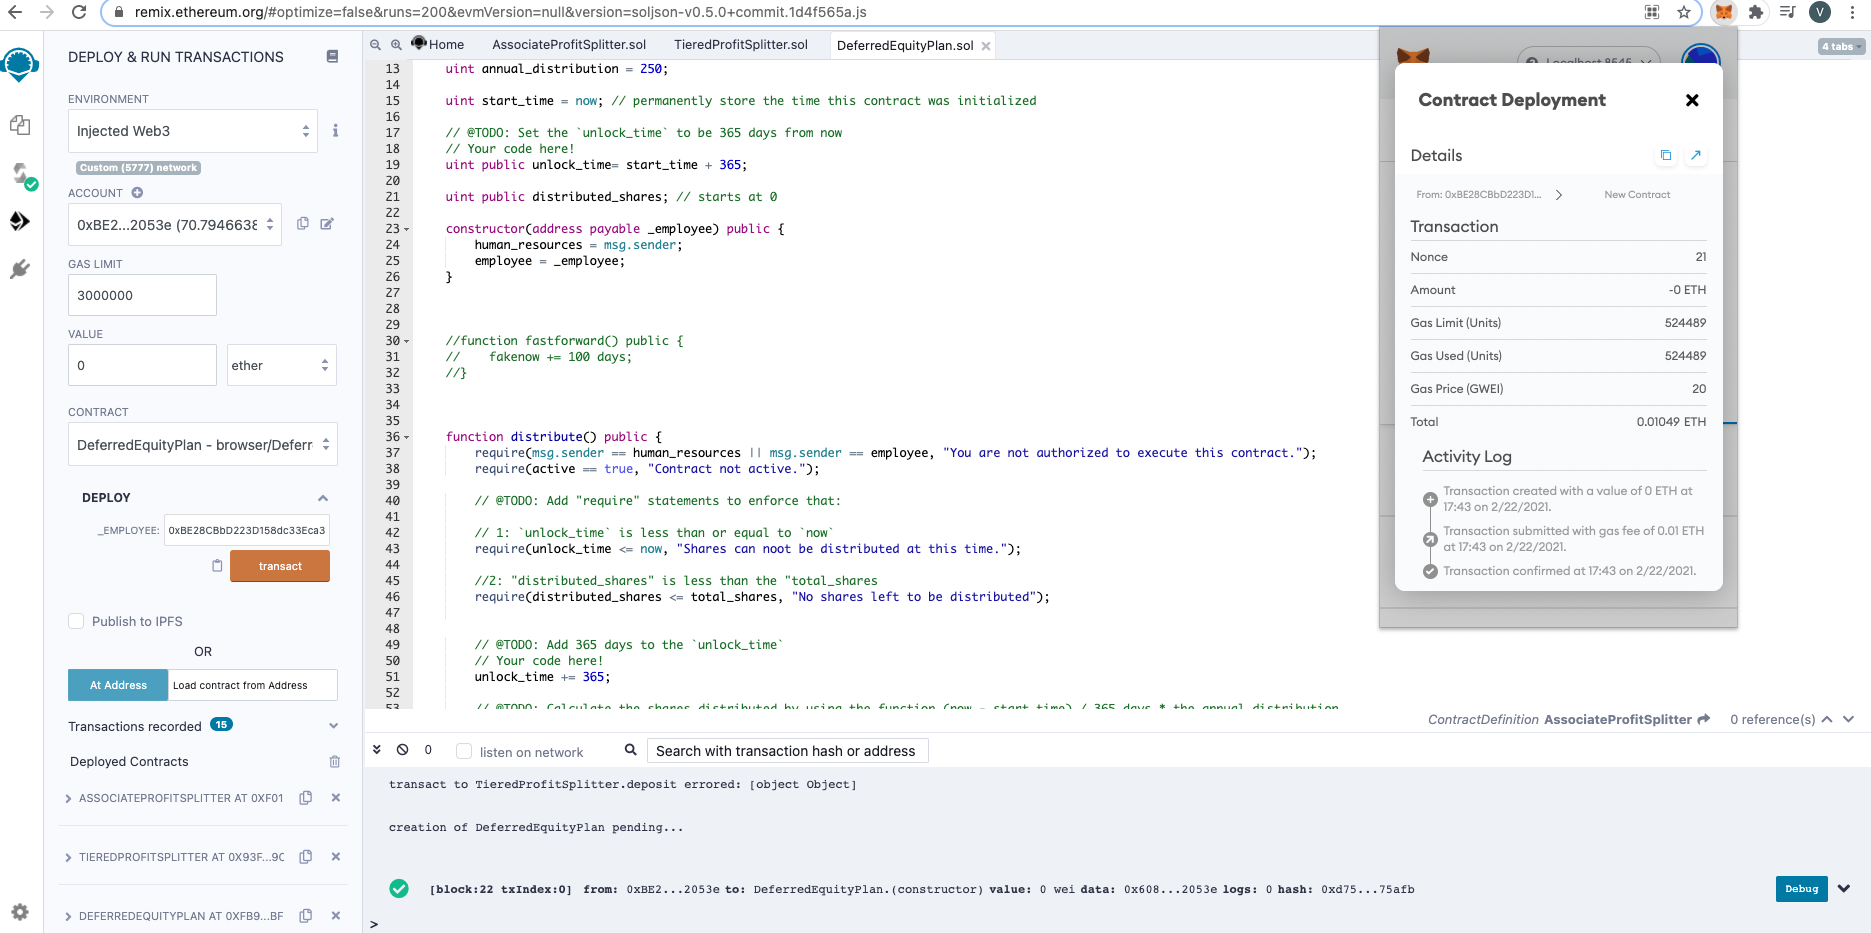 remix.ethereum.org/#optimize=false&runs=200&evmVersion=null&version=soljson-v0.5.0+commit.1d4f565a.js
V
DEPLOY & RUN TRANSACTIONS
ENVIRONMENT
Injected Web3
i
Custom (5777) network
ACCOUNT
0xBE2...2053e (70.7946638
GAS LIMIT
3000000
VALUE
0
ether
CONTRACT
DeferredEquityPlan - browser/Deferr
DEPLOY
_EMPLOYEE:
0xBE28CBbD223D158dc33Eca3
transact
Publish to IPFS
OR
At Address
Load contract from Address
Transactions recorded 15
Deployed Contracts
ASSOCIATEPROFITSPLITTER AT 0XF01
TIEREDPROFITSPLITTER AT 0X93F...9C
DEFERREDEQUITYPLAN AT 0XFB9...BF
Home
AssociateProfitSplitter.sol
TieredProfitSplitter.sol
DeferredEquityPlan.sol
4 tabs
13 uint annual_distribution = 250;
14
15 uint start_time = now; // permanently store the time this contract was initialized
16
17 // @TODO: Set the `unlock_time` to be 365 days from now
18 // Your code here!
19 uint public unlock_time= start_time + 365;
20
21 uint public distributed_shares; // starts at 0
22
23 constructor(address payable _employee) public {
24 human_resources = msg.sender;
25 employee = _employee;
26 }
27
28
29
30 //function fastforward() public {
31 //    fakenow += 100 days;
32 //}
33
34
35
36 function distribute() public {
37 require(msg.sender == human_resources || msg.sender == employee, "You are not authorized to execute this contract.");
38 require(active == true, "Contract not active.");
39
40 // @TODO: Add "require" statements to enforce that:
41
42 // 1: `unlock_time` is less than or equal to `now`
43 require(unlock_time <= now, "Shares can noot be distributed at this time.");
44
45 //2: "distributed_shares" is less than the "total_shares
46 require(distributed_shares <= total_shares, "No shares left to be distributed");
47
48
49 // @TODO: Add 365 days to the `unlock_time`
50 // Your code here!
51 unlock_time += 365;
52
53 // @TODO: Calculate the shares distributed by using the function (now - start_time) / 365 days * the annual distribution
ContractDefinition AssociateProfitSplitter
0 reference(s)
0
listen on network
Search with transaction hash or address
transact to TieredProfitSplitter.deposit errored: [object Object]
creation of DeferredEquityPlan pending...
[block:22 txIndex:0] from: 0xBE2...2053e to: DeferredEquityPlan.(constructor) value: 0 wei data: 0x608...2053e logs: 0 hash: 0xd75...75afb
Debug
>
Localhost 8545
Contract Deployment
Details
From: 0xBE28CBbD223D1...
New Contract
Transaction
Nonce 21
Amount -0 ETH
Gas Limit (Units) 524489
Gas Used (Units) 524489
Gas Price (GWEI) 20
Total 0.01049 ETH
Activity Log
Transaction created with a value of 0 ETH at
17:43 on 2/22/2021.
Transaction submitted with gas fee of 0.01 ETH
at 17:43 on 2/22/2021.
Transaction confirmed at 17:43 on 2/22/2021.